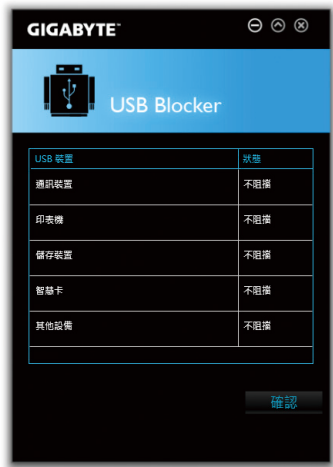 GIGABYTE™
USB Blocker
USB 裝置 狀態
通訊裝置 不阻擋
印表機 不阻擋
儲存裝置 不阻擋
智慧卡 不阻擋
其他設備 不阻擋
確認